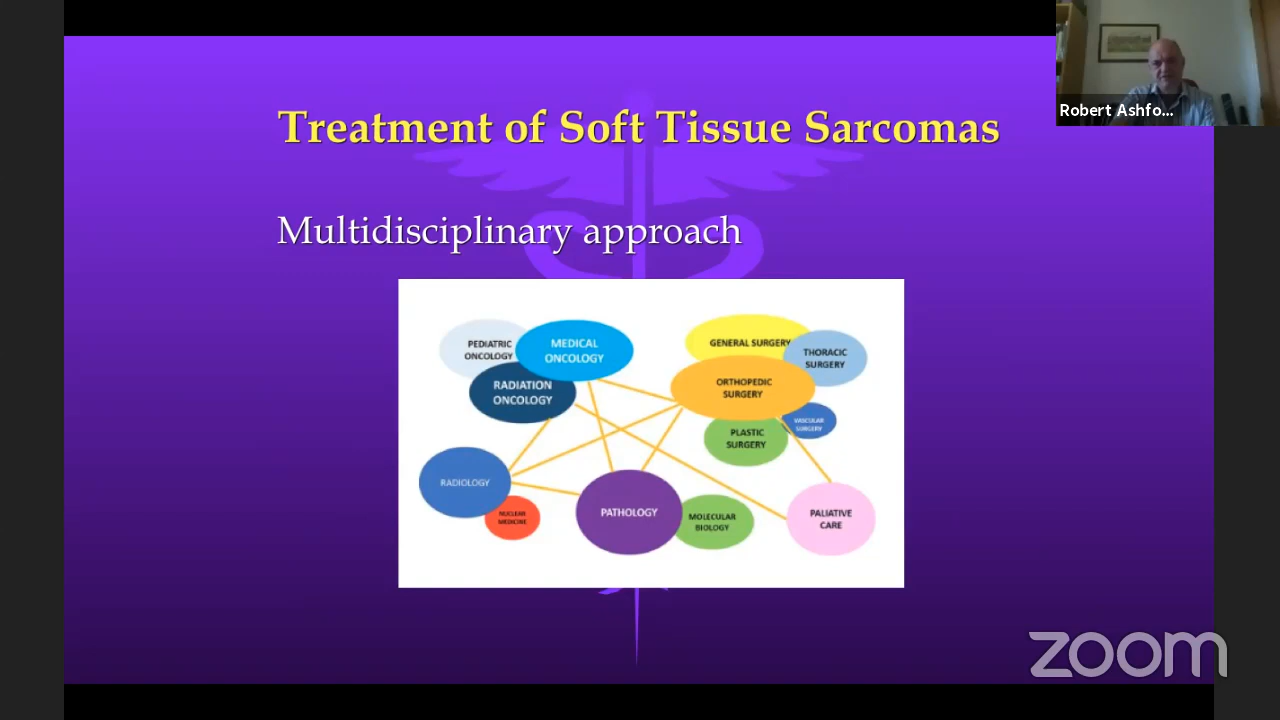 Robert Ashfo...
Treatment of Soft Tissue Sarcomas
Multidisciplinary approach
PEDIATRIC
ONCOLOGY
MEDICAL
ONCOLOGY
RADIATION
ONCOLOGY
GENERAL SURGERY
THORACIC
SURGERY
ORTHOPEDIC
SURGERY
VASCULAR
SURGERY
PLASTIC
SURGERY
RADIOLOGY
NUCLEAR
MEDICINE
PATHOLOGY
MOLECULAR
BIOLOGY
PALIATIVE
CARE
zoom